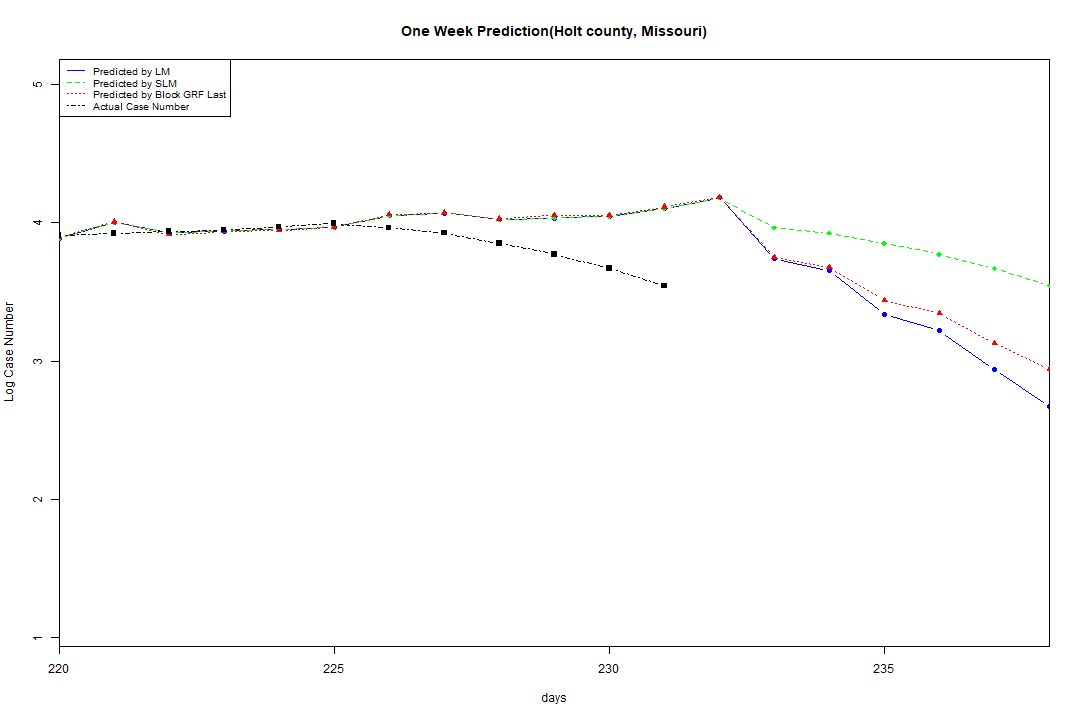 One Week Prediction(Holt county, Missouri)
Predicted by LM
Predicted by SLM
Predicted by Block GRF Last
Actual Case Number
5
4
3
2
1
Log Case Number
220
225
230
235
days